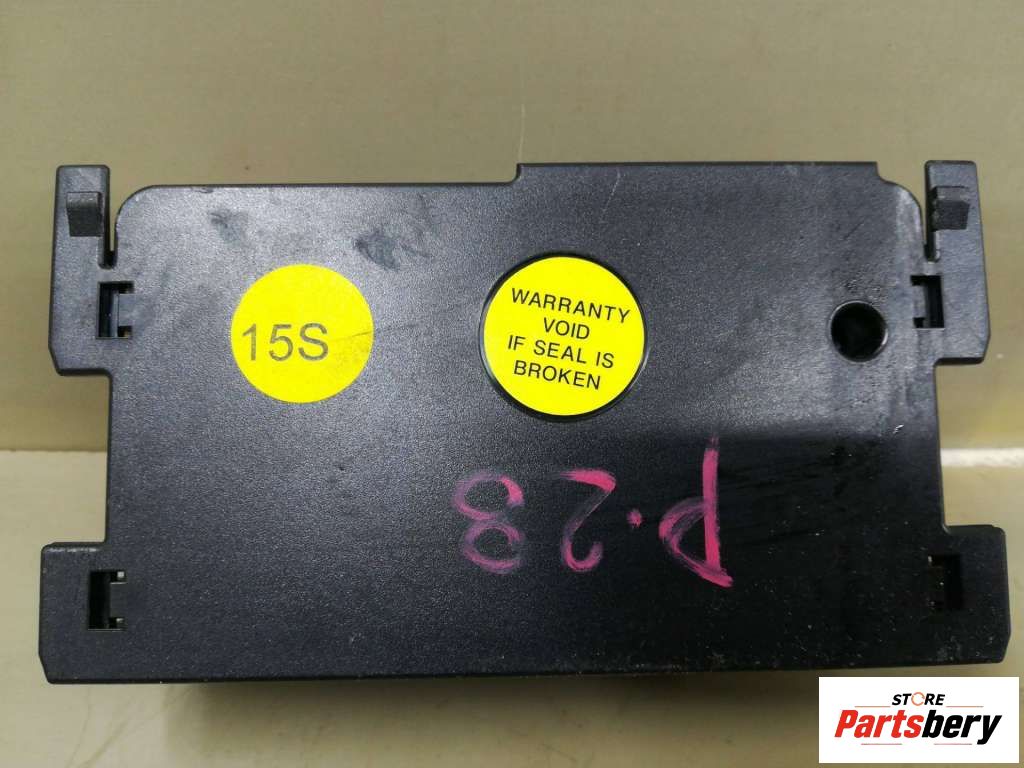 15S
WARRANTY
VOID
IF SEAL IS
BROKEN
P.28
STORE
Partsbery